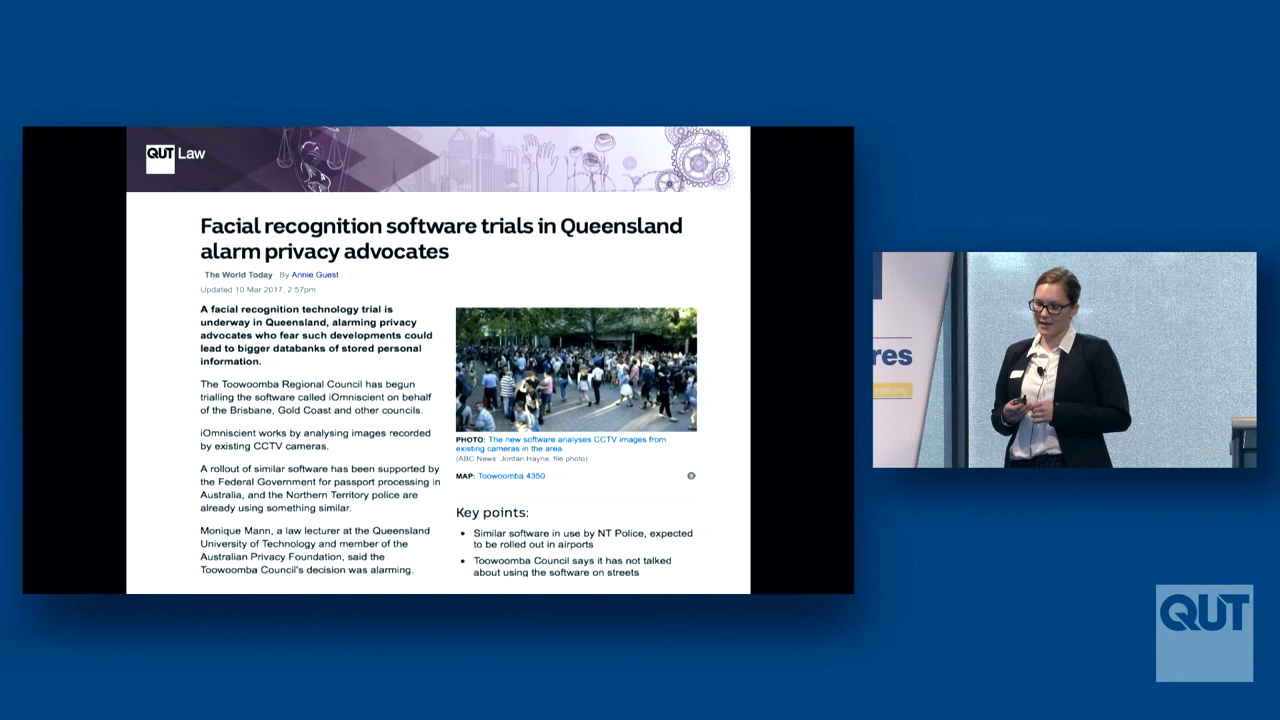 QUT Law
Facial recognition software trials in Queensland
alarm privacy advocates
The World Today By Annie Guest
Updated 10 Mar 2017, 2:57pm
A facial recognition technology trial is
underway in Queensland, alarming privacy
advocates who fear such developments could
lead to bigger databanks of stored personal
information.
The Toowoomba Regional Council has begun
trialling the software called iOmniscient on behalf
of the Brisbane, Gold Coast and other councils.
iOmniscient works by analysing images recorded
by existing CCTV cameras.
A rollout of similar software has been supported by
the Federal Government for passport processing in
Australia, and the Northern Territory police are
already using something similar.
Monique Mann, a law lecturer at the Queensland
University of Technology and member of the
Australian Privacy Foundation, said the
Toowoomba Council's decision was alarming.
PHOTO: The new software analyses CCTV images from
existing cameras in the area
(ABC News: Jordan Hayne, file photo)
MAP: Toowoomba 4350
Key points:
• Similar software in use by NT Police, expected
to be rolled out in airports
• Toowoomba Council says it has not talked
about using the software on streets
res
QUT